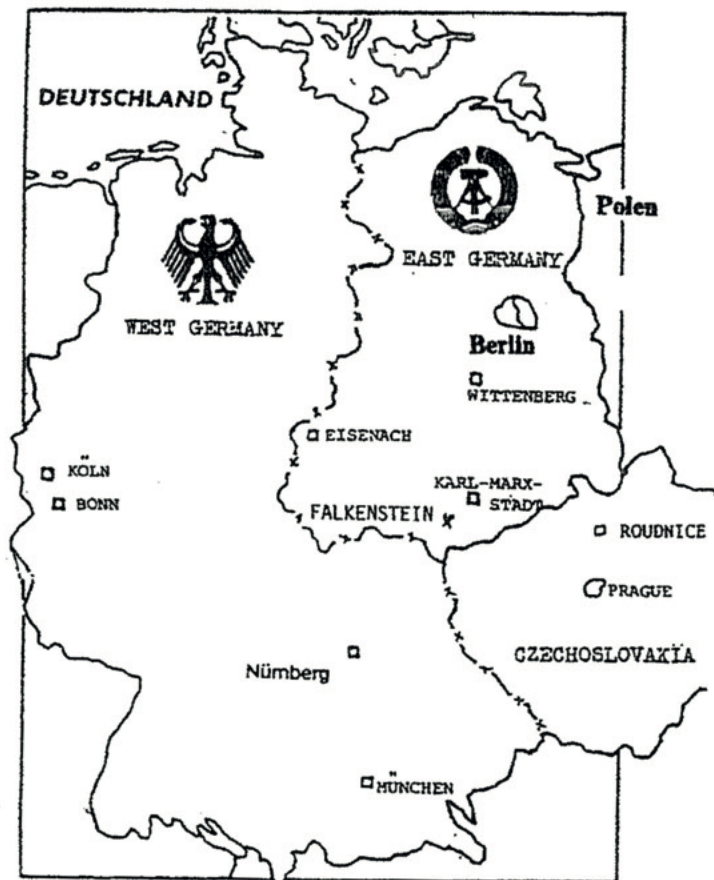 DEUTSCHLAND
Polen
EAST GERMANY
WEST GERMANY
Berlin
WITTENBERG
EISENACH
KÖLN
KARL-MARX-
STADT
BONN
FALKENSTEIN
ROUDNICE
PRAGUE
CZECHOSLOVAKIA
Nürnberg
MÜNCHEN